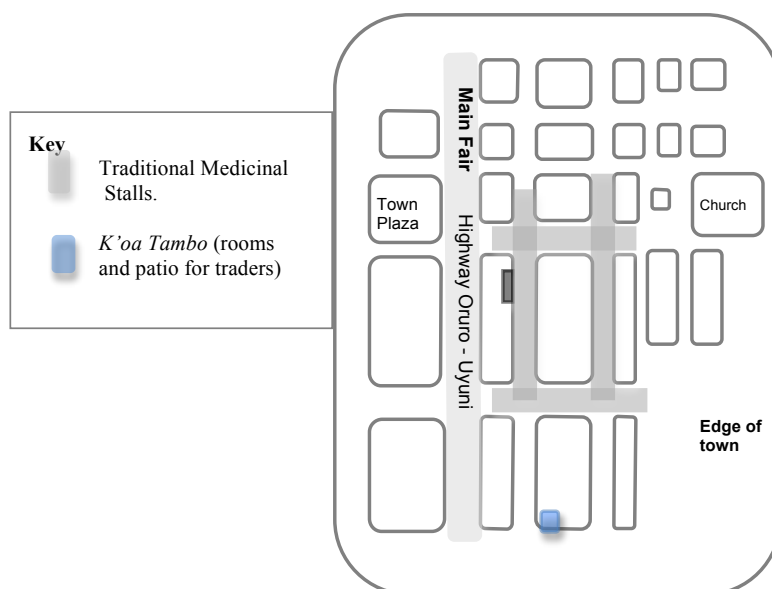 Key
Traditional Medicinal
Stalls.
K'oa Tambo (rooms
and patio for traders)
Main Fair
Highway Oruro - Uyuni
Town
Plaza
Church
Edge of
town